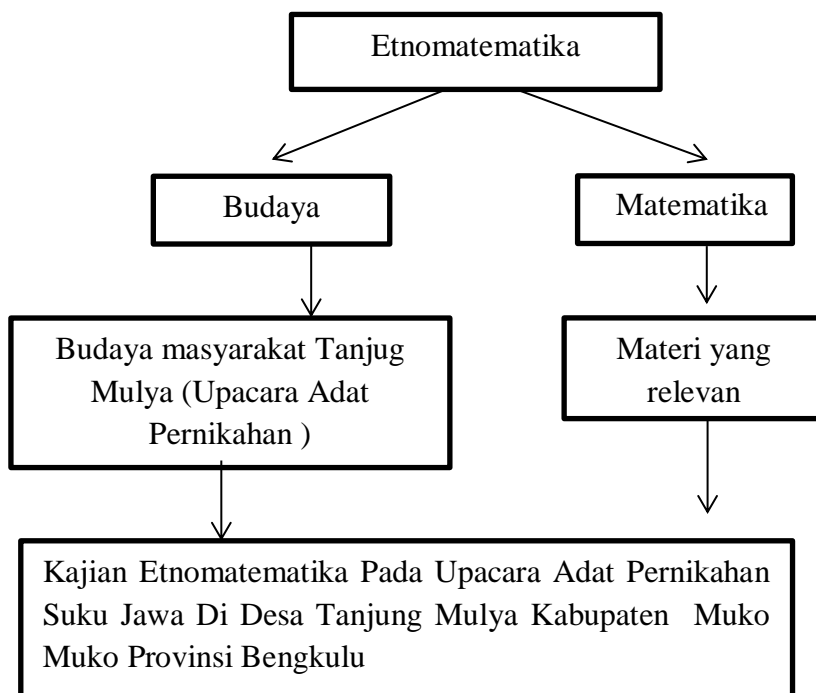 Etnomatematika
Budaya
Matematika
Budaya masyarakat Tanjug
Mulya (Upacara Adat
Pernikahan )
Materi yang
relevan
Kajian Etnomatematika Pada Upacara Adat Pernikahan
Suku Jawa Di Desa Tanjung Mulya Kabupaten Muko
Muko Provinsi Bengkulu